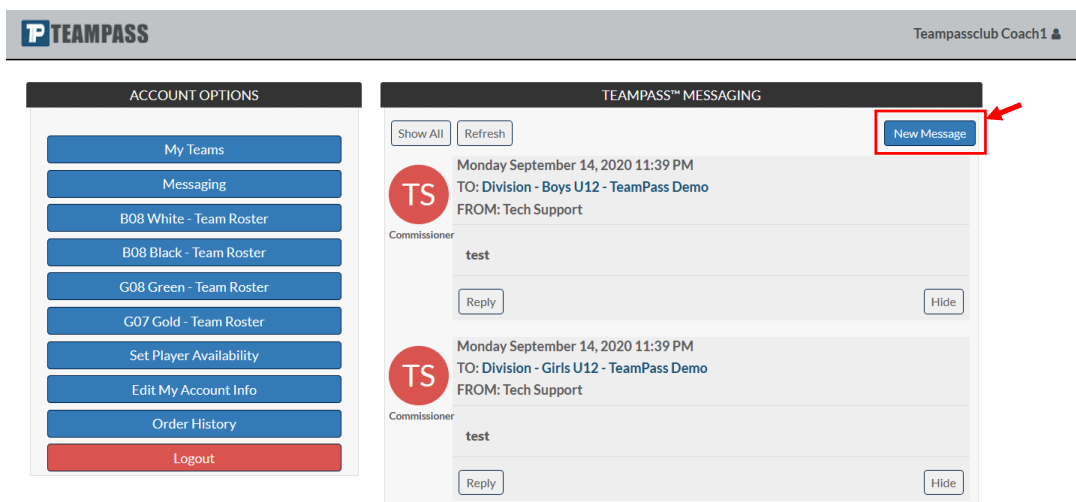 TP TEAMPASS
Teampassclub Coach1
ACCOUNT OPTIONS
My Teams
Messaging
B08 White - Team Roster
B08 Black - Team Roster
G08 Green - Team Roster
G07 Gold - Team Roster
Set Player Availability
Edit My Account Info
Order History
Logout
TEAMPASS™ MESSAGING
Show All Refresh New Message
TS
Commissioner
Monday September 14, 2020 11:39 PM
TO: Division - Boys U12 - TeamPass Demo
FROM: Tech Support
test
Reply Hide
TS
Commissioner
Monday September 14, 2020 11:39 PM
TO: Division - Girls U12 - TeamPass Demo
FROM: Tech Support
test
Reply Hide